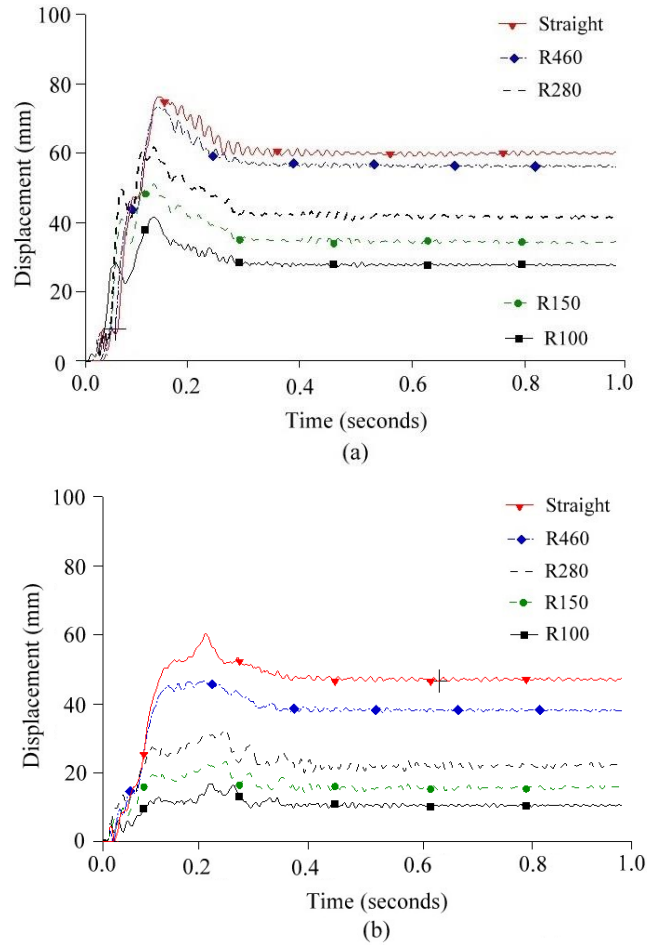 100
80
60
40
20
0
Displacement (mm)
Straight
R460
R280
R150
R100
0.0 0.2 0.4 0.6 0.8 1.0
Time (seconds)
(a)
100
80
60
40
20
0
Displacement (mm)
Straight
R460
R280
R150
R100
0.0 0.2 0.4 0.6 0.8 1.0
Time (seconds)
(b)